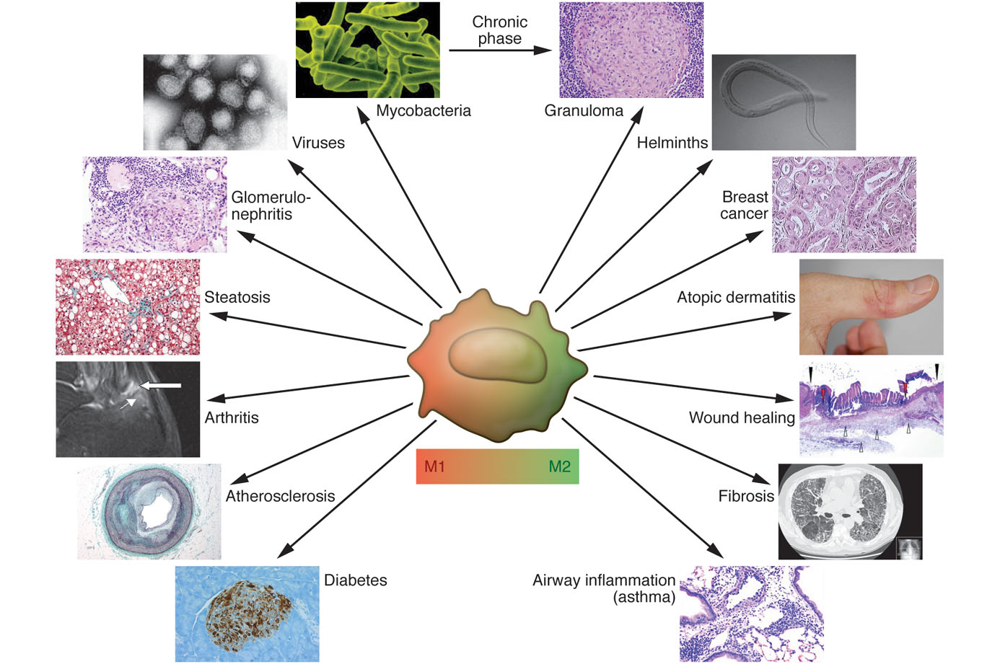 Chronic
phase
Mycobacteria
Granuloma
Viruses
Helminths
Glomerulo-
nephritis
Breast
cancer
Steatosis
Atopic dermatitis
Arthritis
Wound healing
M1
M2
Atherosclerosis
Fibrosis
Diabetes
Airway inflammation
(asthma)